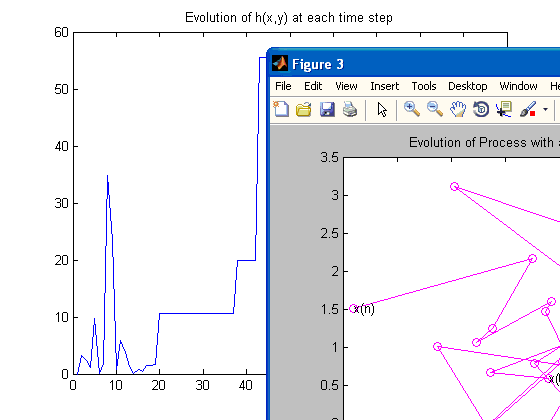 Evolution of h(x,y) at each time step
60
50
40
30
20
10
0
0 10 20 30 40
Figure 3
File Edit View Insert Tools Desktop Window
Evolution of Process with
3.5
3
2.5
2
1.5
1
0.5
0
x(n)